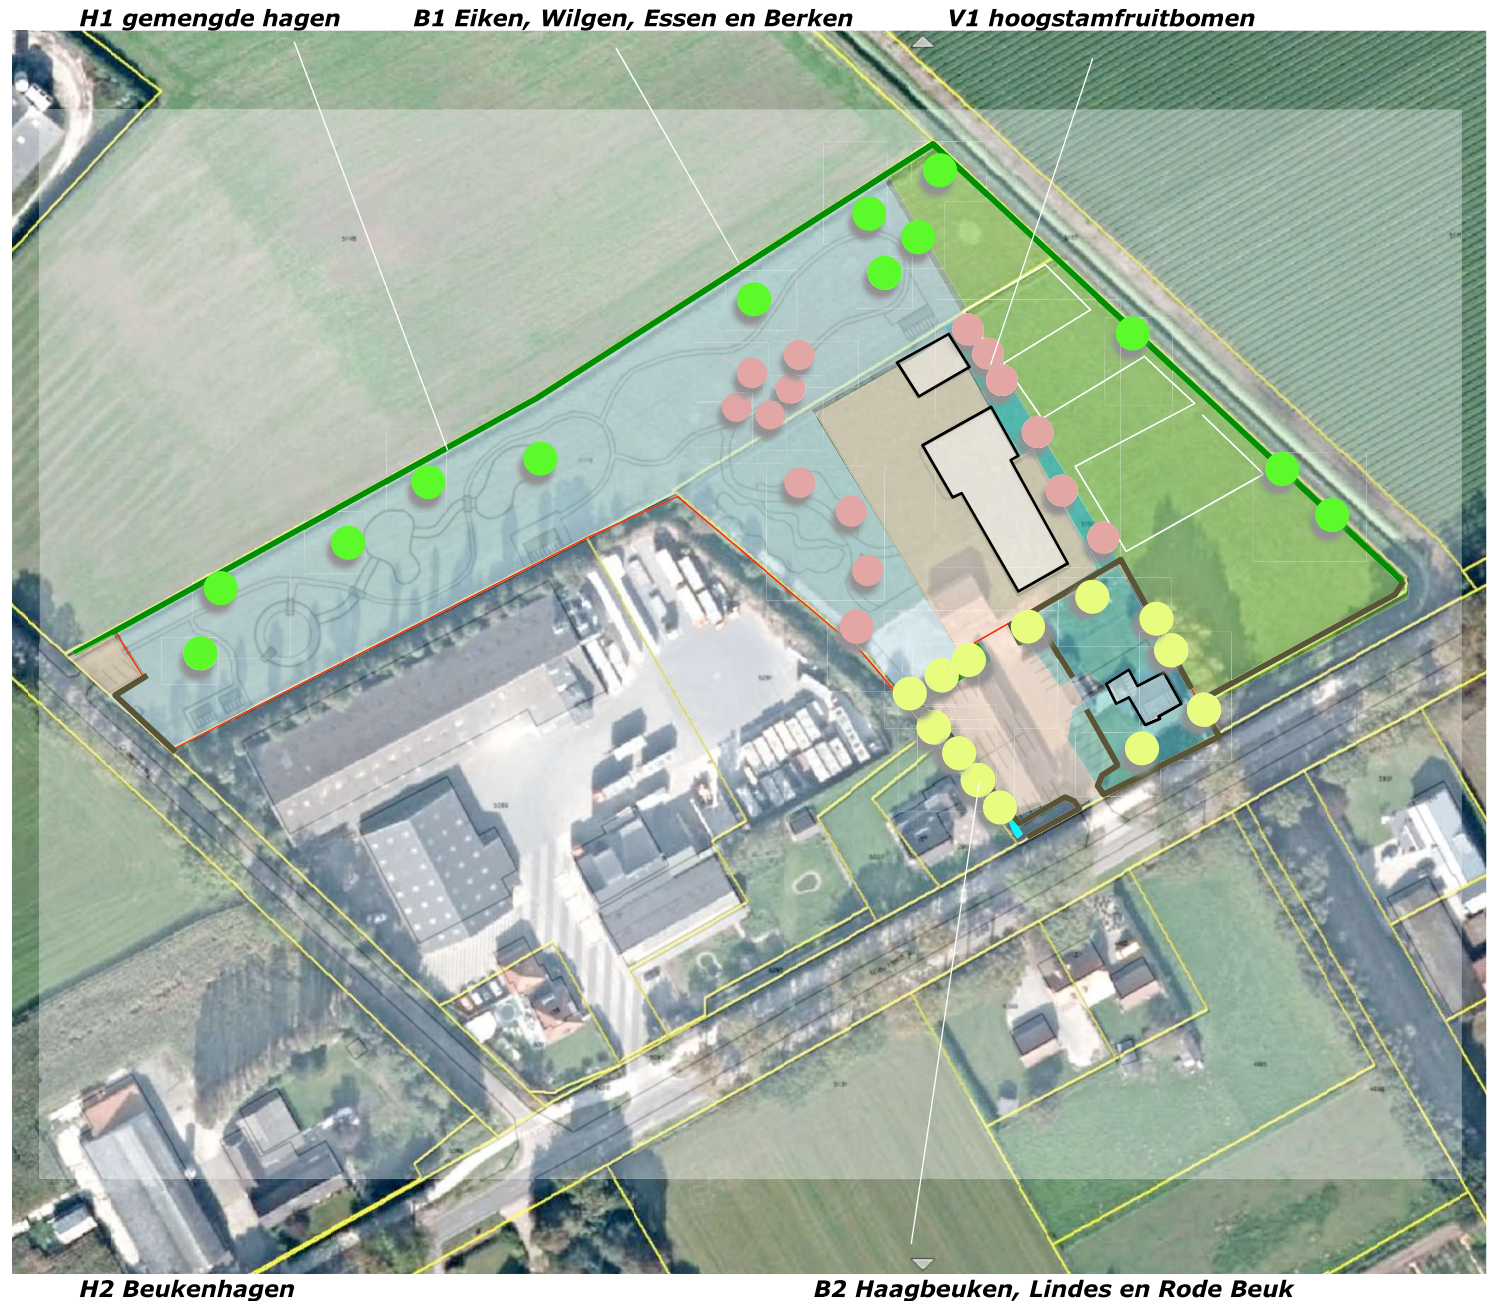 H1 gemengde hagen
B1 Eiken, Wilgen, Essen en Berken
V1 hoogstamfruitbomen
H2 Beukenhagen
B2 Haagbeuken, Lindes en Rode Beuk